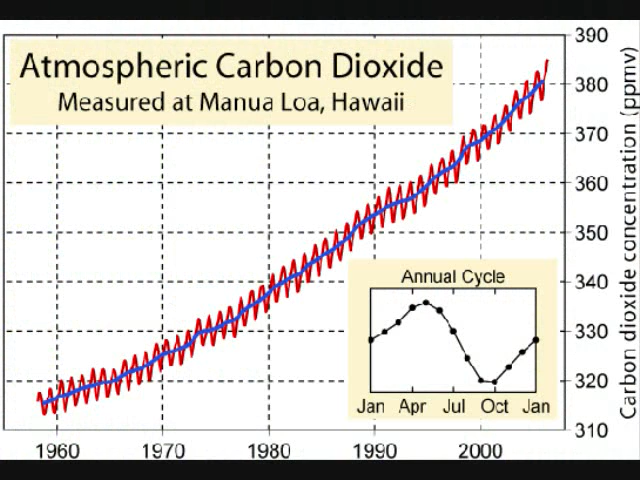 Atmospheric Carbon Dioxide
Measured at Manua Loa, Hawaii
390
380
370
360
350
340
330
320
310
Carbon dioxide concentration (ppmv)
Annual Cycle
Jan Apr Jul Oct Jan
1960 1970 1980 1990 2000